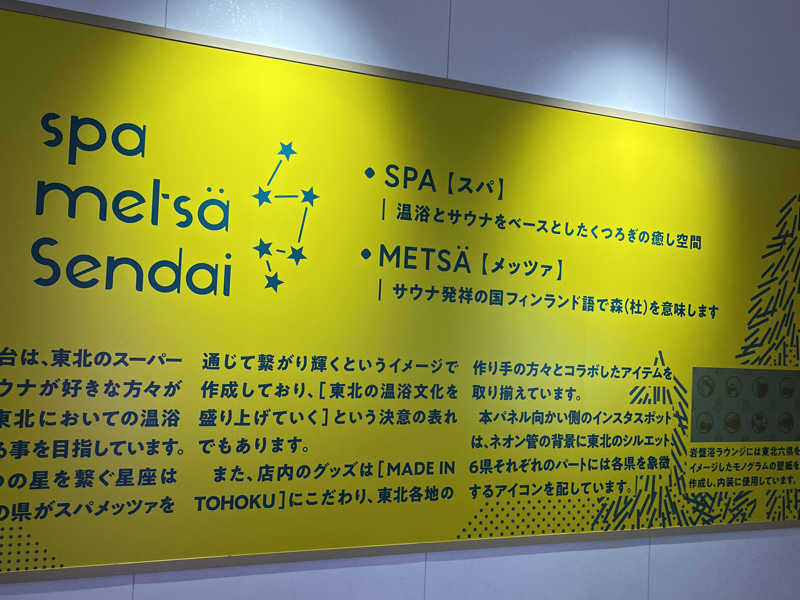 spa
metsä
Sendai
• SPA【スパ】
温浴とサウナをベースとしたくつろぎの癒し空間
• METSÄ【メッツァ】
サウナ発祥の国フィンランド語で森(杜)を意味します
台は、東北のスーパー
ウナが好きな方々が
東北においての温浴
る事を目指しています。
つの星を繋ぐ星座は
の県がスパメッツァを
通じて繋がり輝くというイメージで
作成しており、[東北の温浴文化を
盛り上げていく]という決意の表れ
でもあります。
また、店内のグッズは[MADE IN
TOHOKU]にこだわり、東北各地の
作り手の方々とコラボしたアイテムを
取り揃えています。
本パネル向かい側のインスタスポット
は、ネオン管の背景に東北のシルエット
6県それぞれのパートには各県を象徴
するアイコンを配しています。
岩盤浴ラウンジには東北六県を
イメージしたモノグラムの壁紙を
作成し、内装に使用しています。